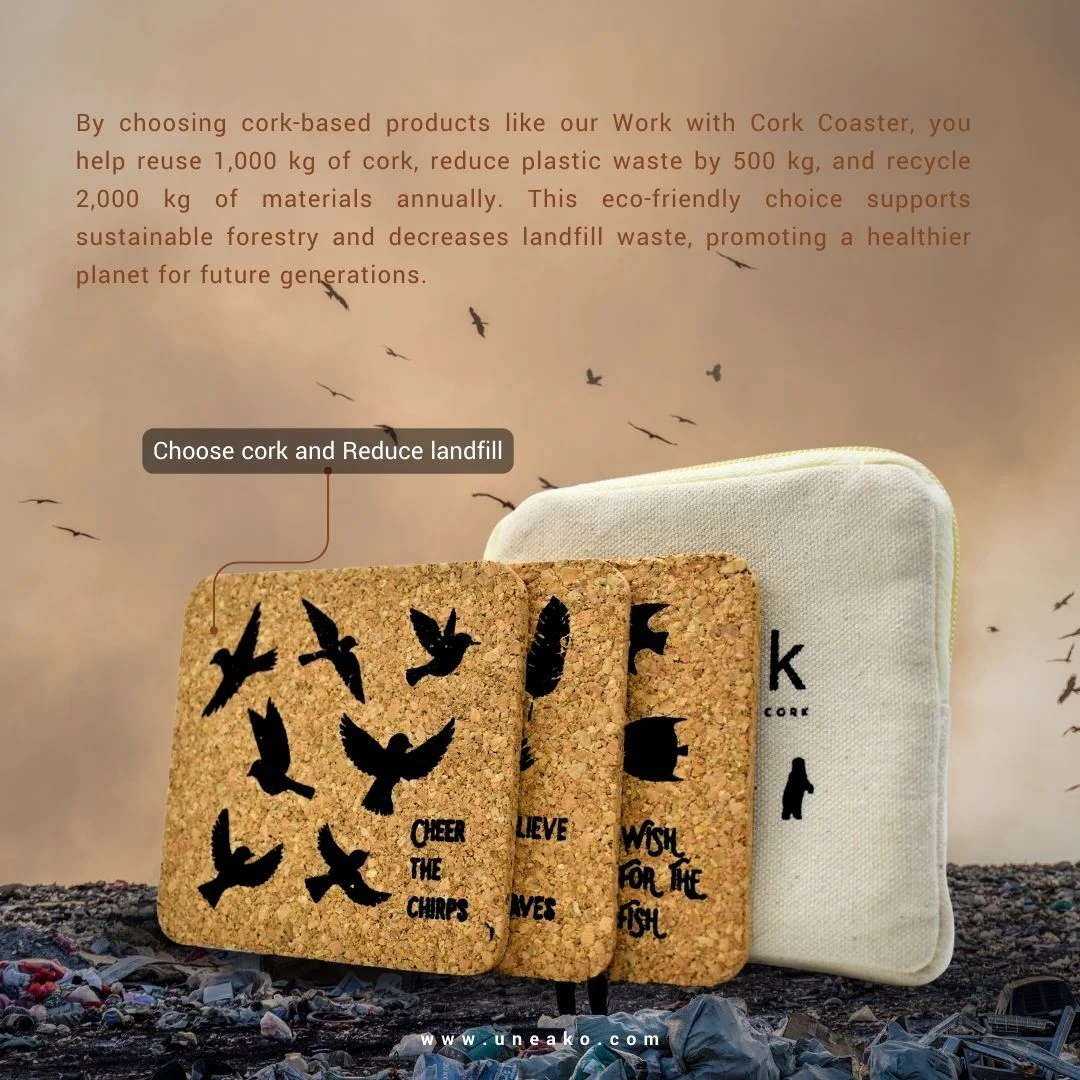 By choosing cork-based products like our Work with Cork Coaster, you
help reuse 1,000 kg of cork, reduce plastic waste by 500 kg, and recycle
2,000 kg of materials annually. This eco-friendly choice supports
sustainable forestry and decreases landfill waste, promoting a healthier
planet for future generations.
Choose cork and Reduce landfill
k
CORK
CHEER
THE
CHIRPS
LIEVE
AVES
WISH
FOR THE
FISH
www.uneako.com